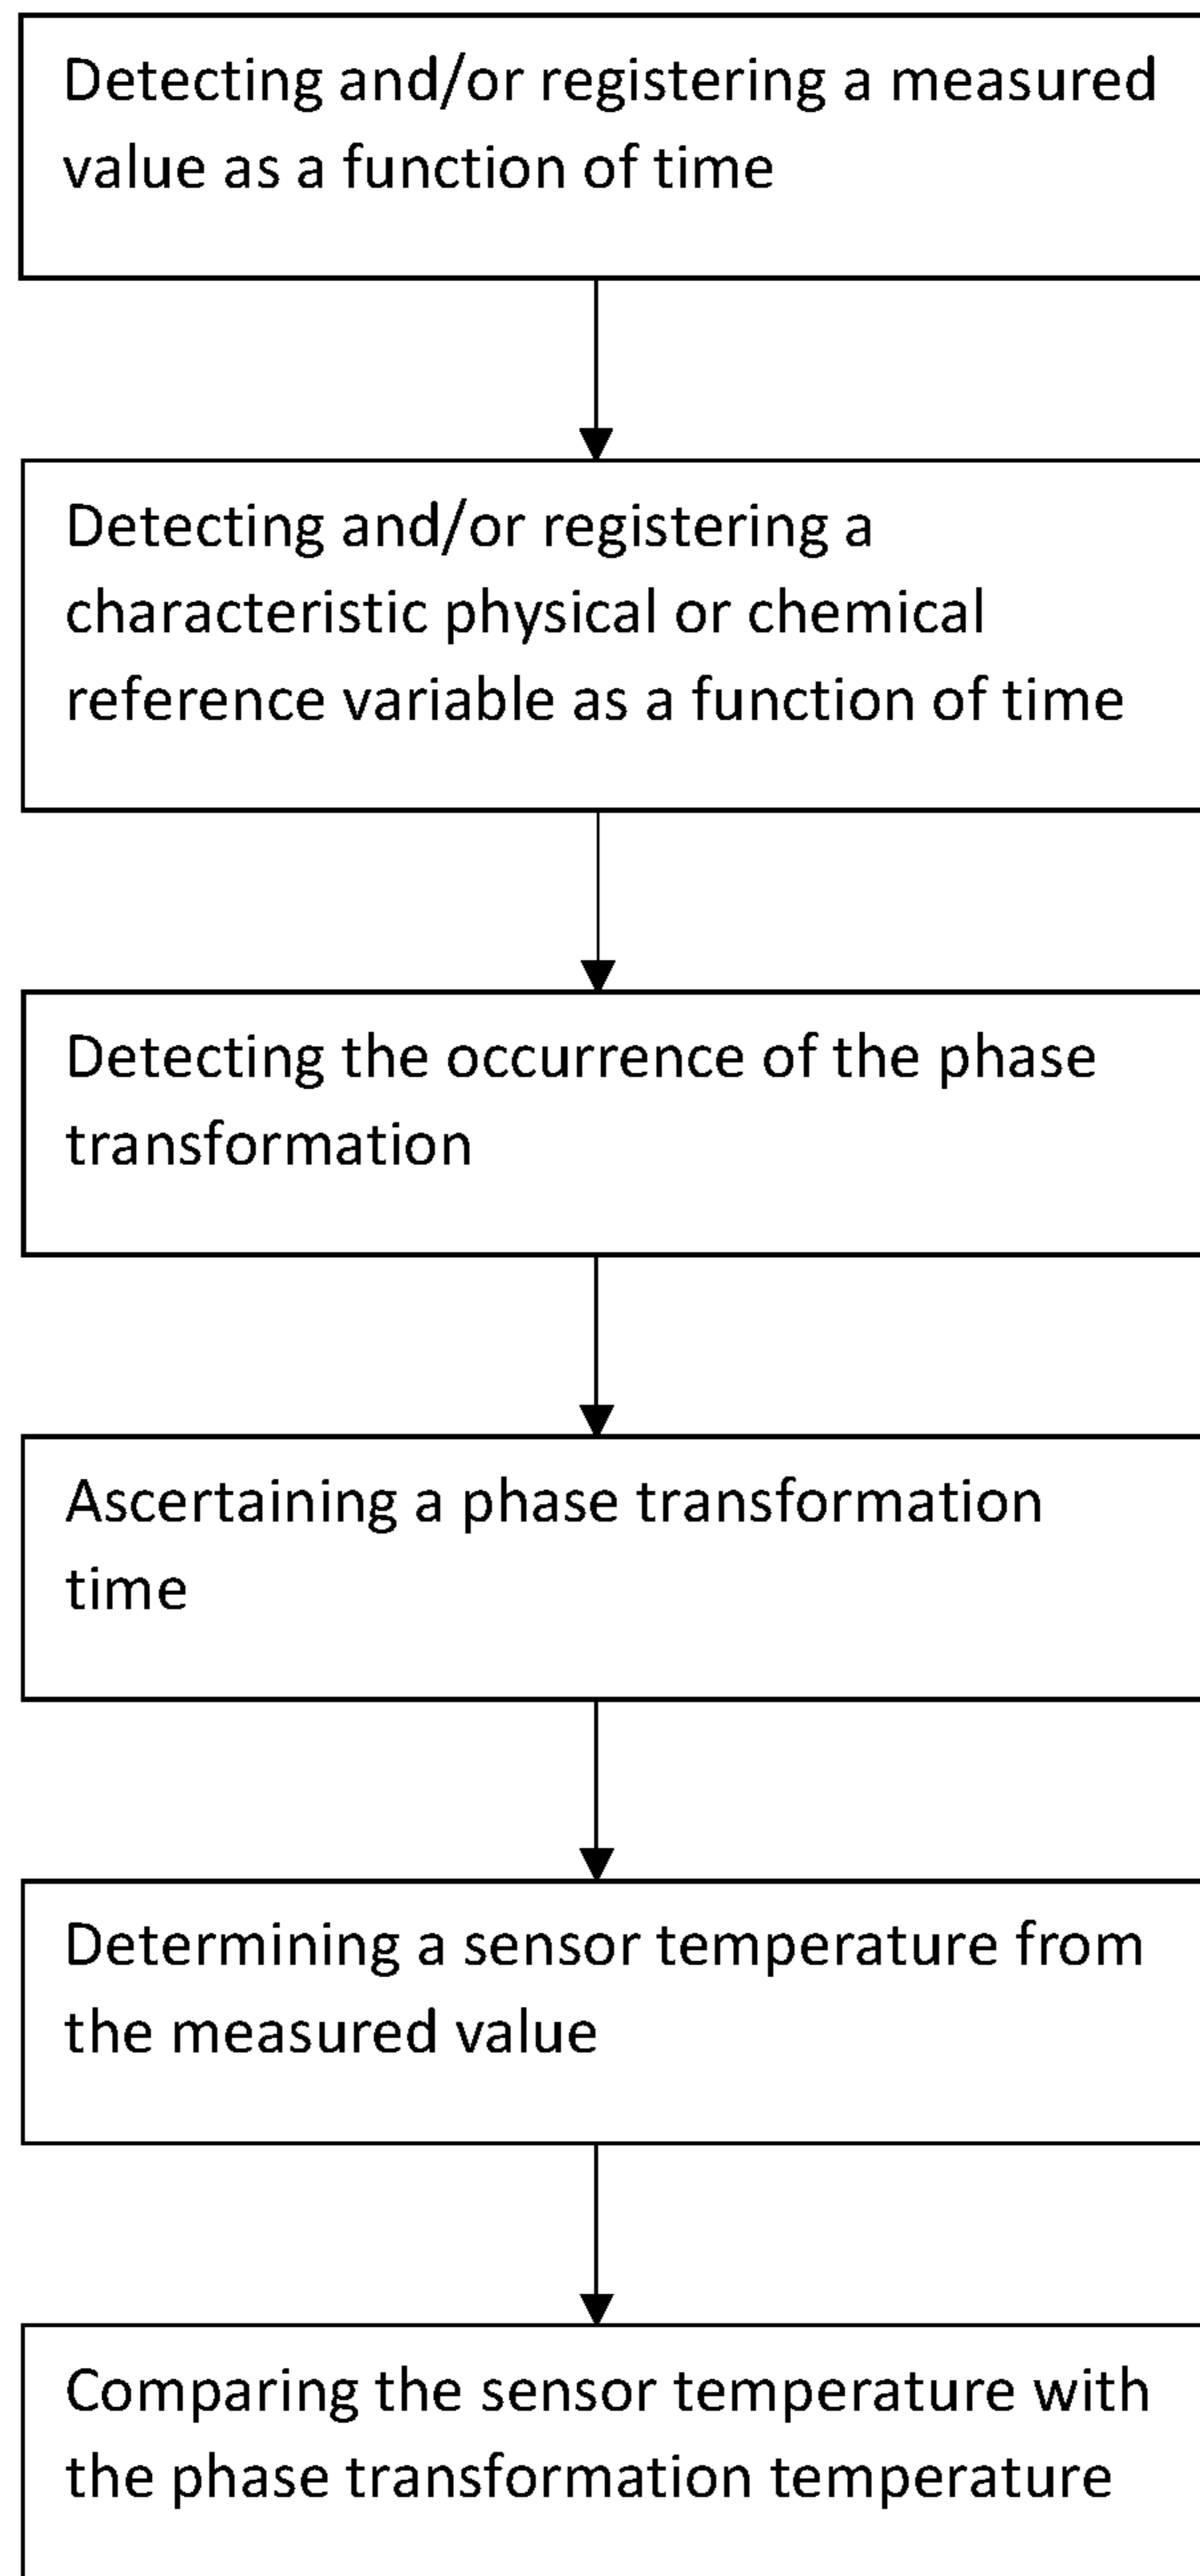 Detecting and/or registering a measured
value as a function of time
Detecting and/or registering a
characteristic physical or chemical
reference variable as a function of time
Detecting the occurrence of the phase
transformation
Ascertaining a phase transformation
time
Determining a sensor temperature from
the measured value
Comparing the sensor temperature with
the phase transformation temperature